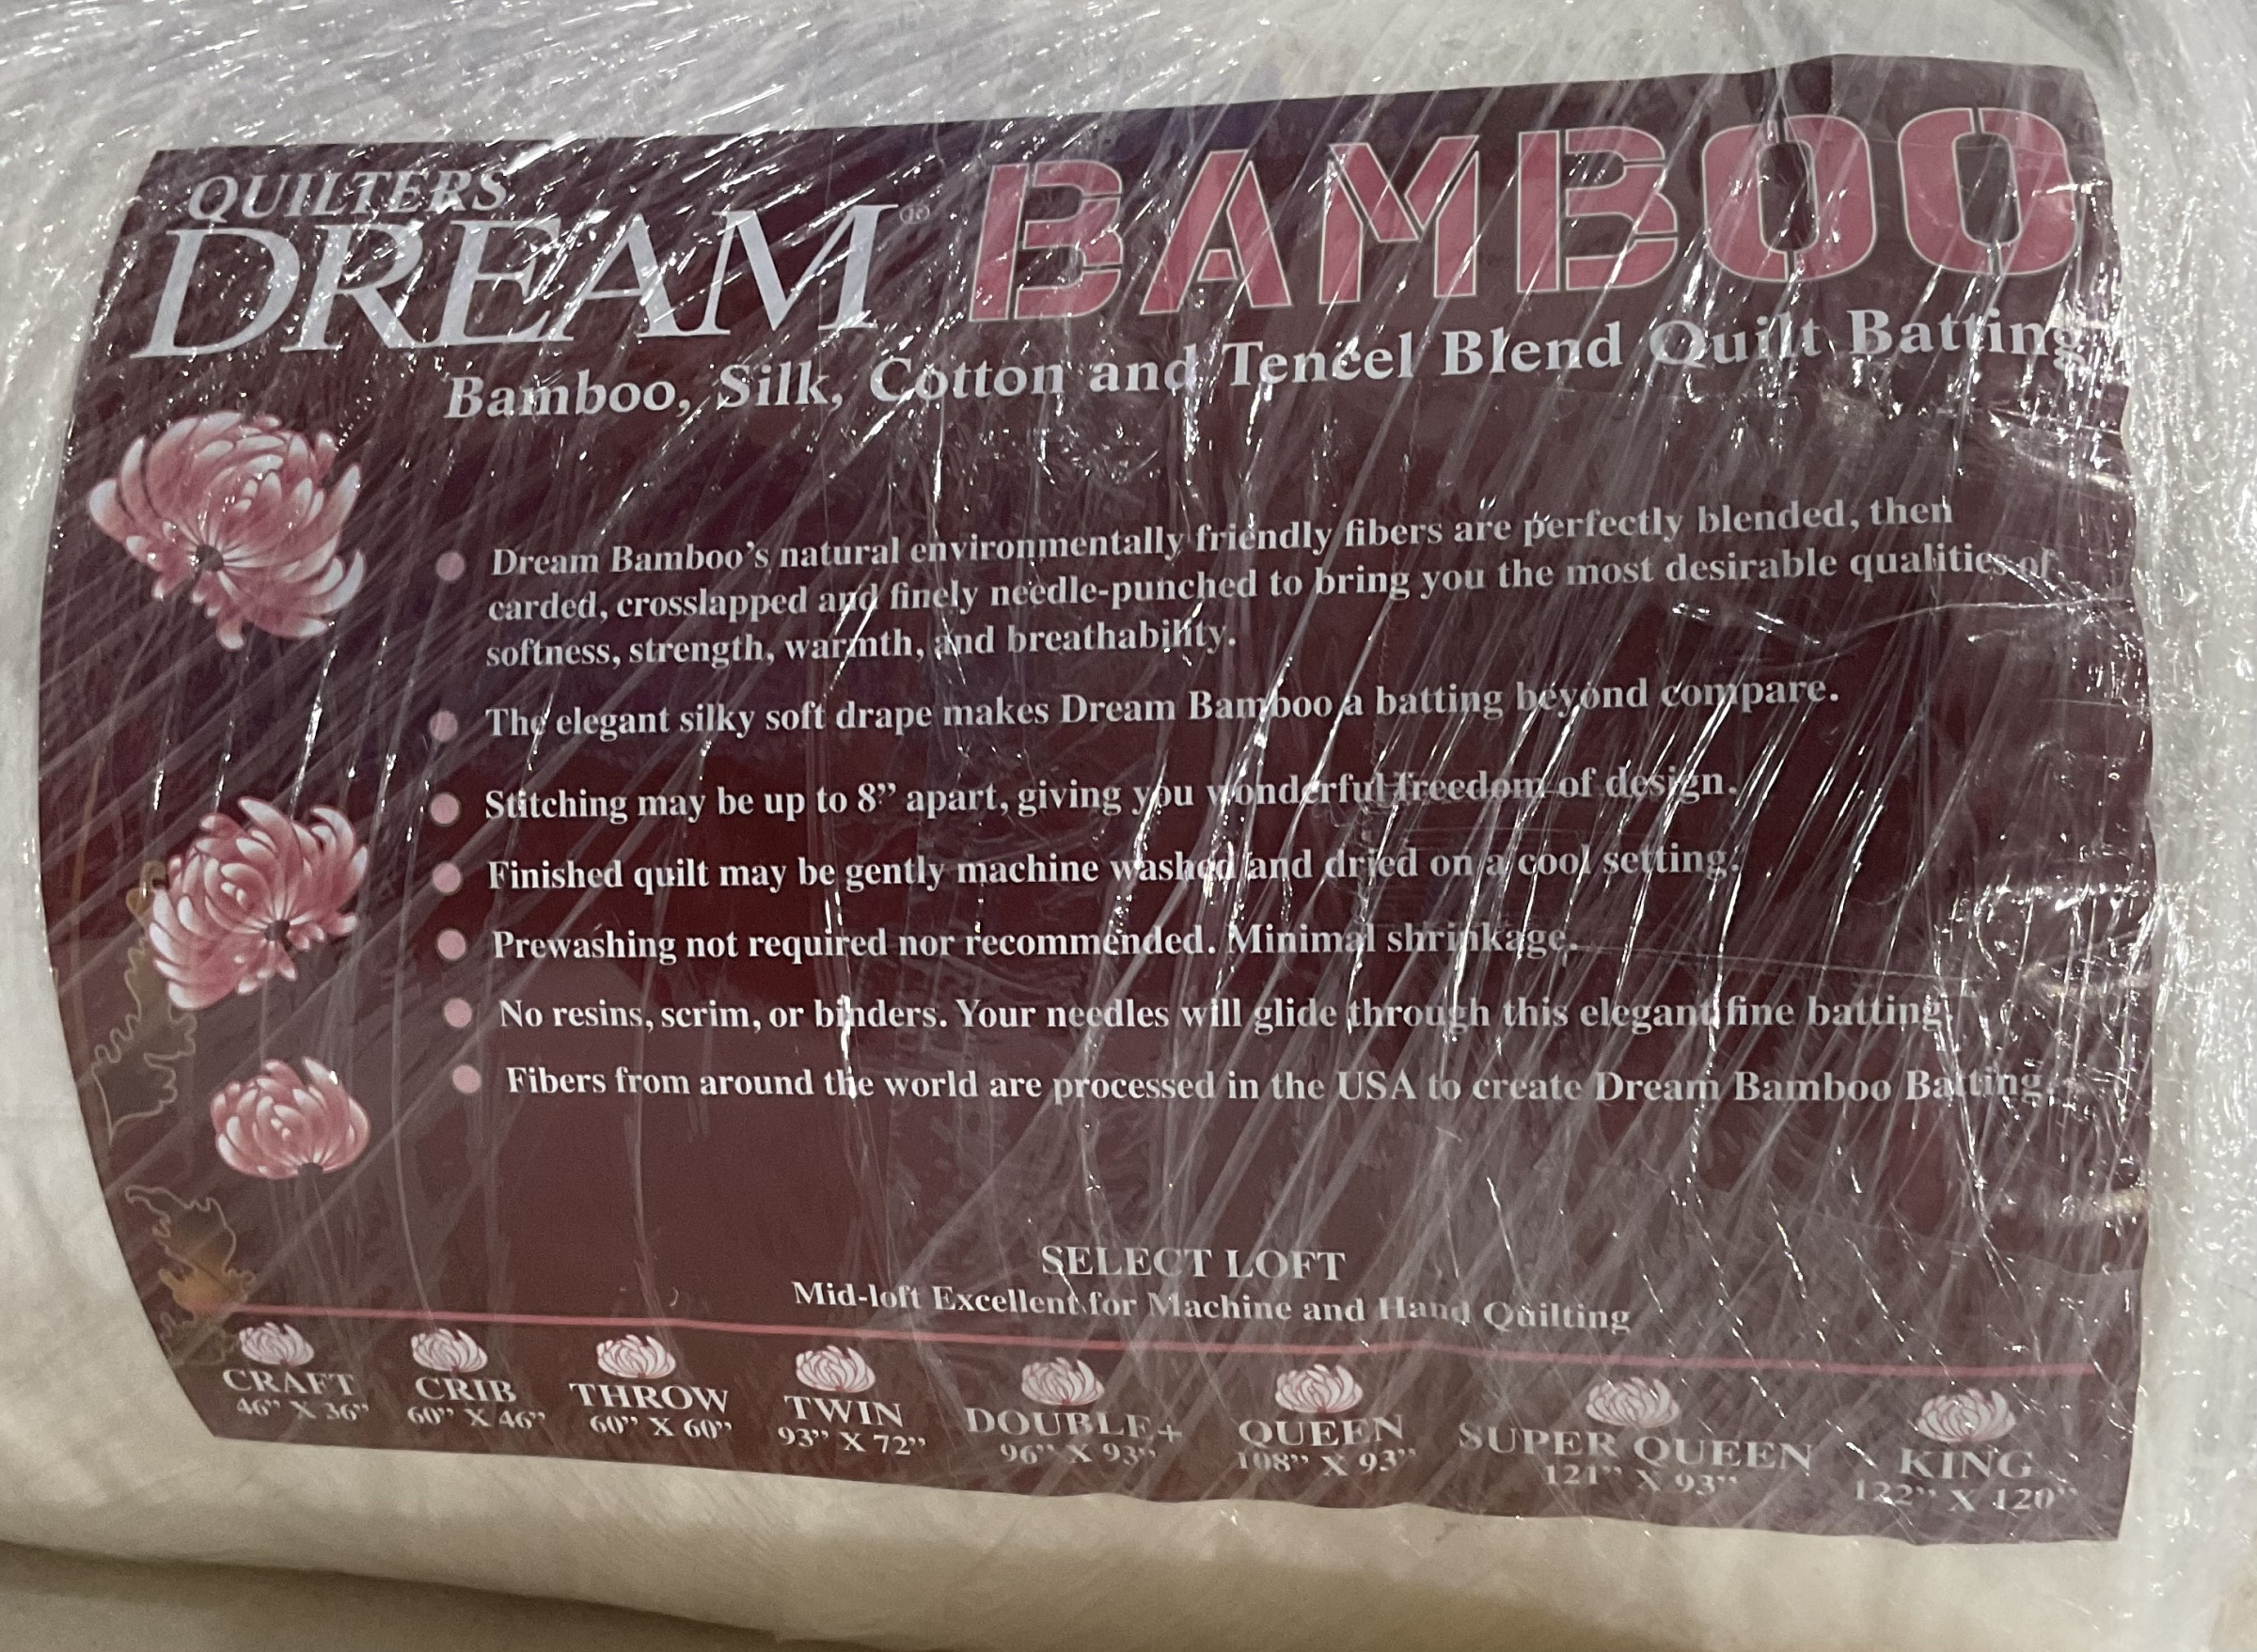 QUILTERS
DREAM® BAMBOO
Bamboo, Silk, Cotton and Tencel Blend Quilt Batting
Dream Bamboo’s natural environmentally friendly fibers are perfectly blended, then
carded, crosslapped and finely needle-punched to bring you the most desirable qualities of
softness, strength, warmth, and breathability.
The elegant silky soft drape makes Dream Bamboo a batting beyond compare.
Stitching may be up to 8” apart, giving you wonderful freedom of design.
Finished quilt may be gently machine washed and dried on a cool setting.
Prewashing not required nor recommended. Minimal shrinkage.
No resins, scrim, or binders. Your needles will glide through this elegant fine batting.
Fibers from around the world are processed in the USA to create Dream Bamboo Batting.
SELECT LOFT
Mid-loft Excellent for Machine and Hand Quilting
CRAFT
46” X 36”
CRIB
60” X 46”
THROW
60” X 60”
TWIN
93” X 72”
DOUBLE+
96” X 93”
QUEEN
108” X 93”
SUPER QUEEN
121” X 93”
KING
122” X 120”